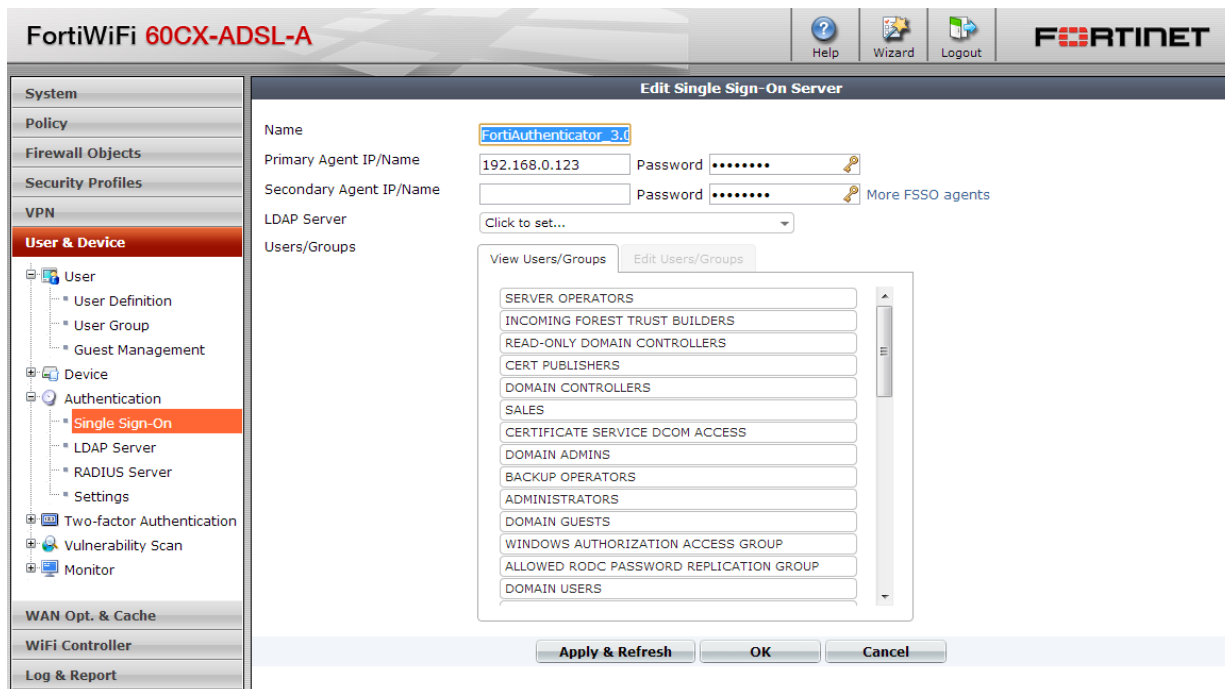 FortiWiFi 60CX-ADSL-A
Help
Wizard
Logout
FORTINET
System
Policy
Firewall Objects
Security Profiles
VPN
User & Device
User
User Definition
User Group
Guest Management
Device
Authentication
Single Sign-On
LDAP Server
RADIUS Server
Settings
Two-factor Authentication
Vulnerability Scan
Monitor
WAN Opt. & Cache
WiFi Controller
Log & Report
Edit Single Sign-On Server
Name FortiAuthenticator_3.0
Primary Agent IP/Name 192.168.0.123 Password ••••••••
Secondary Agent IP/Name Password •••••••• More FSSO agents
LDAP Server Click to set...
Users/Groups
View Users/Groups Edit Users/Groups
SERVER OPERATORS
INCOMING FOREST TRUST BUILDERS
READ-ONLY DOMAIN CONTROLLERS
CERT PUBLISHERS
DOMAIN CONTROLLERS
SALES
CERTIFICATE SERVICE DCOM ACCESS
DOMAIN ADMINS
BACKUP OPERATORS
ADMINISTRATORS
DOMAIN GUESTS
WINDOWS AUTHORIZATION ACCESS GROUP
ALLOWED RODC PASSWORD REPLICATION GROUP
DOMAIN USERS
Apply & Refresh OK Cancel